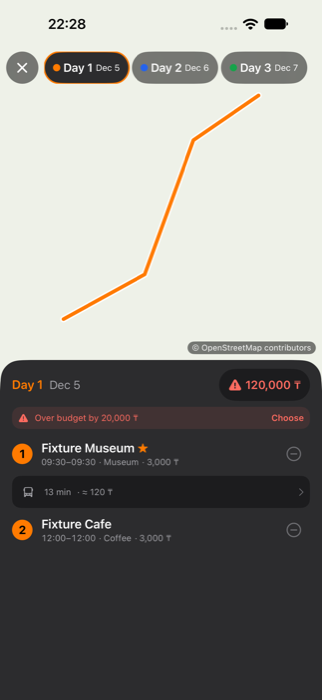 22:28
Day 1 Dec 5
Day 2 Dec 6
Day 3 Dec 7
© OpenStreetMap contributors
Day 1 Dec 5
120,000 ₸
Over budget by 20,000 ₸ Choose
1 Fixture Museum ★
09:30–09:30 · Museum · 3,000 ₸
13 min · ≈ 120 ₸
2 Fixture Cafe
12:00–12:00 · Coffee · 3,000 ₸